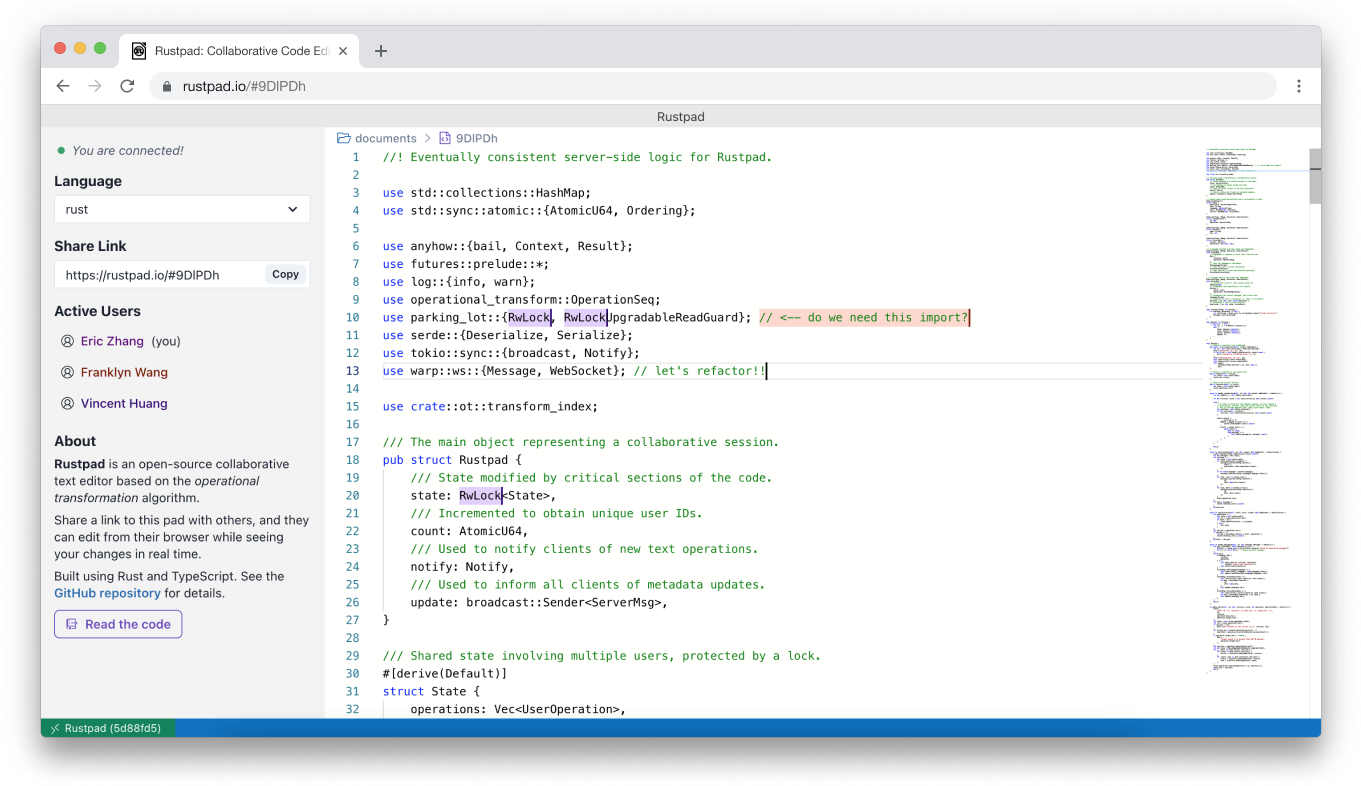 Rustpad: Collaborative Code Edi
rustpad.io/#9DIPDh
Rustpad
You are connected!
Language
rust
Share Link
https://rustpad.io/#9DIPDh
Copy
Active Users
Eric Zhang (you)
Franklyn Wang
Vincent Huang
About
Rustpad is an open-source collaborative
text editor based on the operational
transformation algorithm.
Share a link to this pad with others, and they
can edit from their browser while seeing
your changes in real time.
Built using Rust and TypeScript. See the
GitHub repository for details.
Read the code
documents > 9DIPDh
1 //! Eventually consistent server-side logic for Rustpad.
2
3 use std::collections::HashMap;
4 use std::sync::atomic::{AtomicU64, Ordering};
5
6 use anyhow::{bail, Context, Result};
7 use futures::prelude::*;
8 use log::{info, warn};
9 use operational_transform::OperationSeq;
10 use parking_lot::{RwLock, RwLockUpgradableReadGuard}; // <-- do we need this import?
11 use serde::{Deserialize, Serialize};
12 use tokio::sync::{broadcast, Notify};
13 use warp::ws::{Message, WebSocket}; // let's refactor!!
14
15 use crate::ot::transform_index;
16
17 /// The main object representing a collaborative session.
18 pub struct Rustpad {
19 /// State modified by critical sections of the code.
20 state: RwLock<State>,
21 /// Incremented to obtain unique user IDs.
22 count: AtomicU64,
23 /// Used to notify clients of new text operations.
24 notify: Notify,
25 /// Used to inform all clients of metadata updates.
26 update: broadcast::Sender<ServerMsg>,
27 }
28
29 /// Shared state involving multiple users, protected by a lock.
30 #[derive(Default)]
31 struct State {
32 operations: Vec<UserOperation>,
Rustpad (5d88fd5)